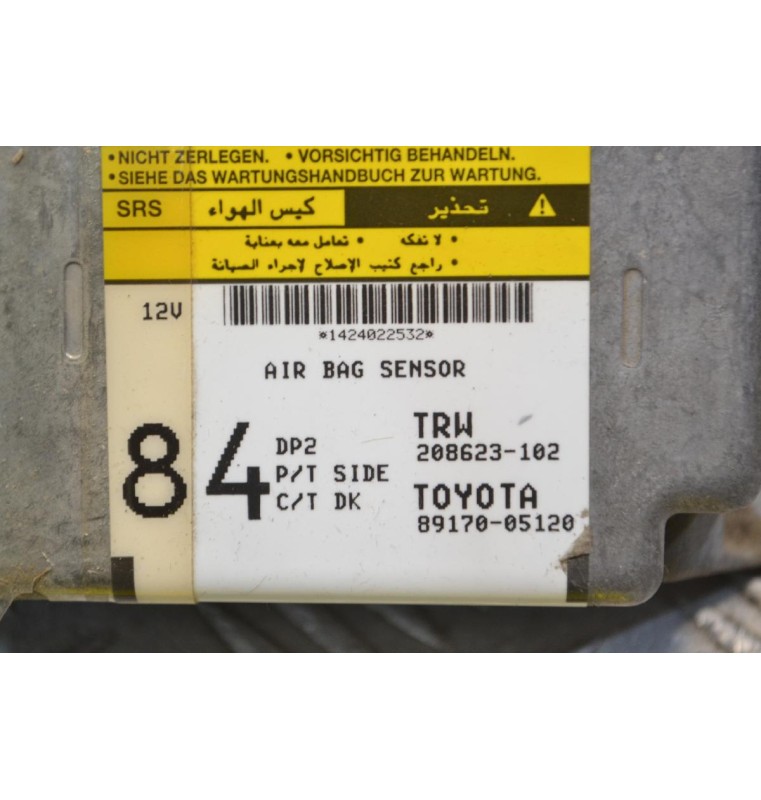 • NICHT ZERLEGEN. • VORSICHTIG BEHANDELN.
• SIEHE DAS WARTUNGSHANDBUCH ZUR WARTUNG.
SRS كيس الهواء تحذير
• لا تفكه • تعامل معه بعناية
• راجع كتيب الإصلاح لإجراء الصيانة
12V
*1424022532*
AIR BAG SENSOR
84
DP2
P/T SIDE
C/T DK
TRW
208623-102
TOYOTA
89170-05120